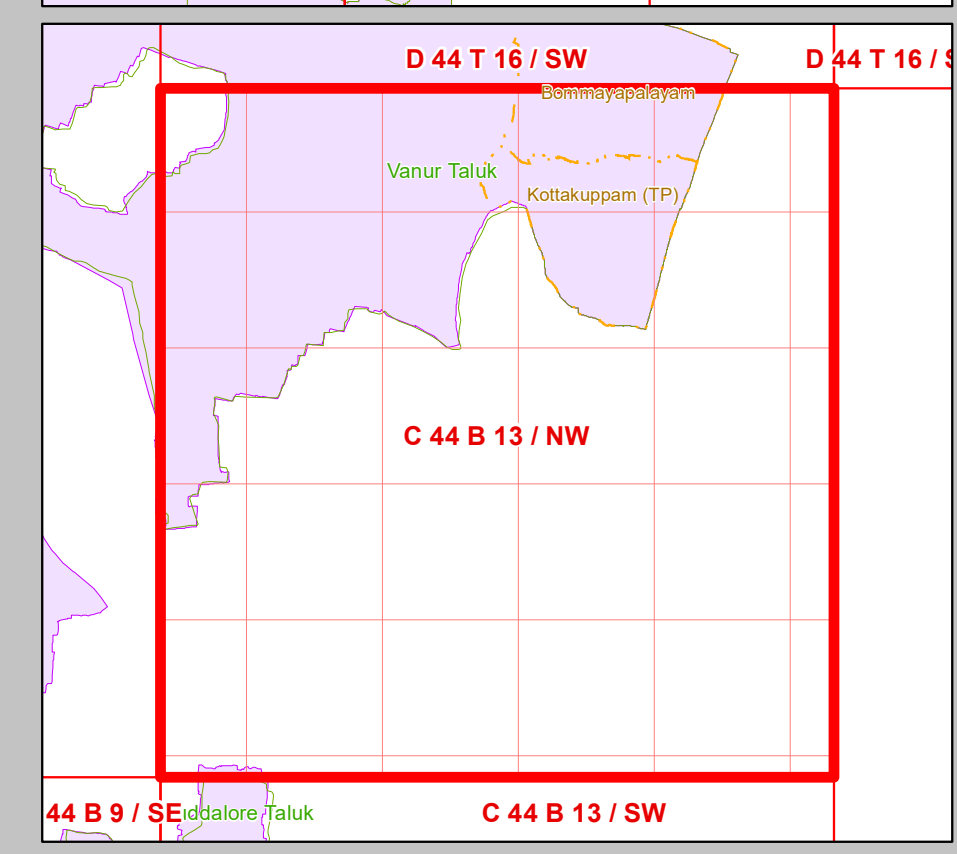 D 44 T 16 / SW
D 44 T 16 /
Bommayapalayam
Vanur Taluk
Kottakuppam (TP)
C 44 B 13 / NW
44 B 9 / SE
uddalore Taluk
C 44 B 13 / SW